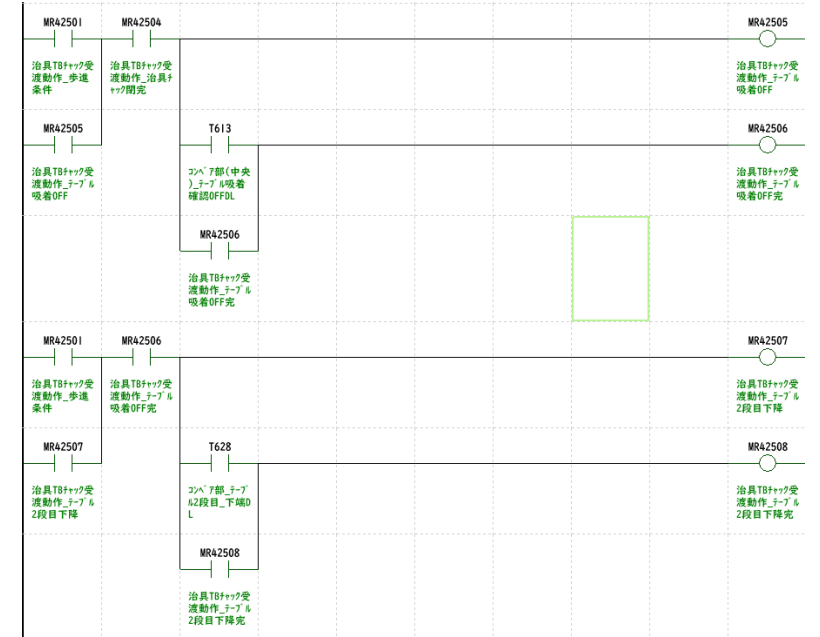 MR42501 MR42504 MR42505
治具TBﾁｬｯｸ受 治具TBﾁｬｯｸ受 治具TBﾁｬｯｸ受
渡動作_歩進 渡動作_治具ﾁ 渡動作_ﾃｰﾌﾞﾙ
条件 ｬｯｸ閉完 吸着OFF
MR42505 T613 MR42506
治具TBﾁｬｯｸ受 ｺﾝﾍﾞｱ部(中央 治具TBﾁｬｯｸ受
渡動作_ﾃｰﾌﾞﾙ )_ﾃｰﾌﾞﾙ吸着 渡動作_ﾃｰﾌﾞﾙ
吸着OFF 確認OFFDL 吸着OFF完
MR42506
治具TBﾁｬｯｸ受
渡動作_ﾃｰﾌﾞﾙ
吸着OFF完
MR42501 MR42506 MR42507
治具TBﾁｬｯｸ受 治具TBﾁｬｯｸ受 治具TBﾁｬｯｸ受
渡動作_歩進 渡動作_ﾃｰﾌﾞﾙ 渡動作_ﾃｰﾌﾞﾙ
条件 吸着OFF完 2段目下降
MR42507 T628 MR42508
治具TBﾁｬｯｸ受 ｺﾝﾍﾞｱ部_ﾃｰﾌﾞ 治具TBﾁｬｯｸ受
渡動作_ﾃｰﾌﾞﾙ ﾙ2段目_下端D 渡動作_ﾃｰﾌﾞﾙ
2段目下降 L 2段目下降完
MR42508
治具TBﾁｬｯｸ受
渡動作_ﾃｰﾌﾞﾙ
2段目下降完